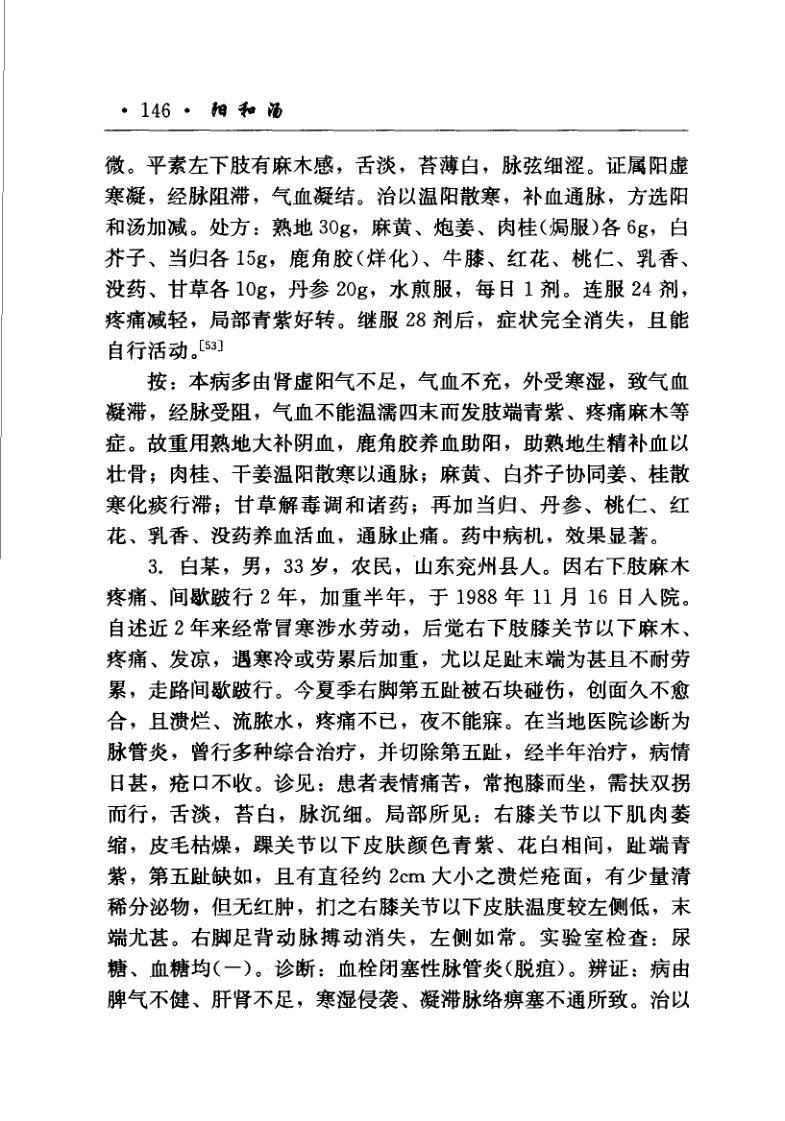 · 146 · 阳和汤
微。平素左下肢有麻木感，舌淡，苔薄白，脉弦细涩。证属阳虚
寒凝，经脉阻滞，气血凝结。治以温阳散寒，补血通脉，方选阳
和汤加减。处方：熟地30g，麻黄、炮姜、肉桂（焗服）各6g，白
芥子、当归各15g，鹿角胶（烊化）、牛膝、红花、桃仁、乳香、
没药、甘草各10g，丹参20g，水煎服，每日1剂。连服24剂，
疼痛减轻，局部青紫好转。继服28剂后，症状完全消失，且能
自行活动。[53]
按：本病多由肾虚阳气不足，气血不充，外受寒湿，致气血
凝滞，经脉受阻，气血不能温濡四末而发肢端青紫、疼痛麻木等
症。故重用熟地大补阴血，鹿角胶养血助阳，助熟地生精补血以
壮骨；肉桂、干姜温阳散寒以通脉；麻黄、白芥子协同姜、桂散
寒化痰行滞；甘草解毒调和诸药；再加当归、丹参、桃仁、红
花、乳香、没药养血活血，通脉止痛。药中病机，效果显著。
3．白某，男，33岁，农民，山东兖州县人。因右下肢麻木
疼痛、间歇跛行2年，加重半年，于1988年11月16日入院。
自述近2年来经常冒寒涉水劳动，后觉右下肢膝关节以下麻木、
疼痛、发凉，遇寒冷或劳累后加重，尤以足趾末端为甚且不耐劳
累，走路间歇跛行。今夏季右脚第五趾被石块碰伤，创面久不愈
合，且溃烂、流脓水，疼痛不已，夜不能寐。在当地医院诊断为
脉管炎，曾行多种综合治疗，并切除第五趾，经半年治疗，病情
日甚，疮口不收。诊见：患者表情痛苦，常抱膝而坐，需扶双拐
而行，舌淡，苔白，脉沉细。局部所见：右膝关节以下肌肉萎
缩，皮毛枯燥，踝关节以下皮肤颜色青紫、花白相间，趾端青
紫，第五趾缺如，且有直径约2cm大小之溃烂疮面，有少量清
稀分泌物，但无红肿，扪之右膝关节以下皮肤温度较左侧低，末
端尤甚。右脚足背动脉搏动消失，左侧如常。实验室检查：尿
糖、血糖均（－）。诊断：血栓闭塞性脉管炎（脱疽）。辨证：病由
脾气不健、肝肾不足，寒湿侵袭、凝滞脉络痹塞不通所致。治以